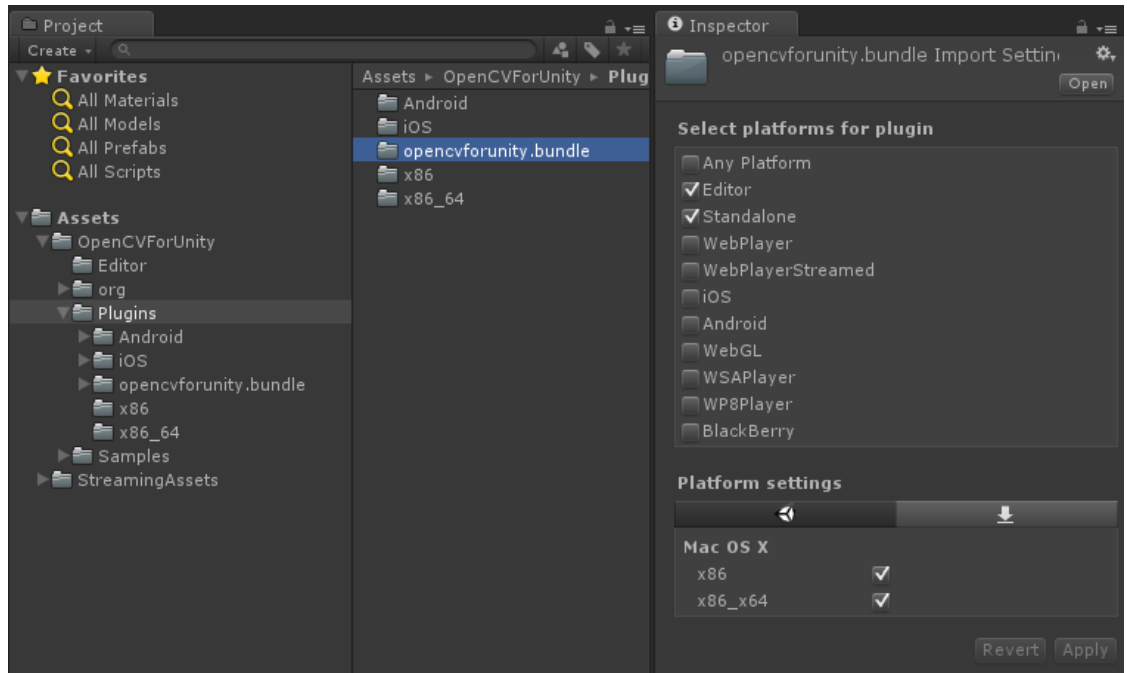 Project
Create
Favorites
All Materials
All Models
All Prefabs
All Scripts
Assets
OpenCVForUnity
Editor
org
Plugins
Android
iOS
opencvforunity.bundle
x86
x86_64
Samples
StreamingAssets
Assets ▸ OpenCVForUnity ▸ Plug
Android
iOS
opencvforunity.bundle
x86
x86_64
Inspector
opencvforunity.bundle Import Settin
Open
Select platforms for plugin
Any Platform
Editor
Standalone
WebPlayer
WebPlayerStreamed
iOS
Android
WebGL
WSAPlayer
WP8Player
BlackBerry
Platform settings
Mac OS X
x86
x86_x64
Revert Apply